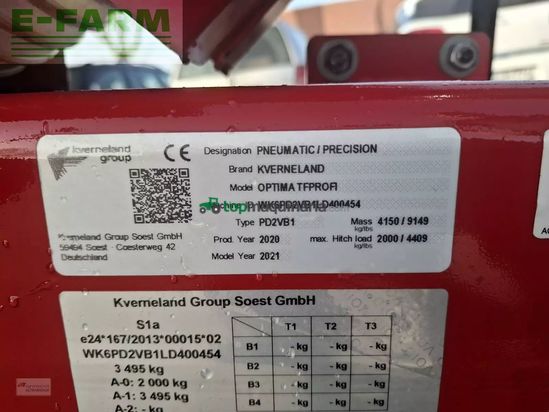 E-FARM
kverneland group
CE
Designation PNEUMATIC/PRECISION
Brand KVERNELAND
Model OPTIMA TFPROFI
WK6PD2VB1LD400454
topmaquinaria
Type PD2VB1 Mass kg/lbs 4150 / 9149
Prod. Year 2020 max. Hitch load kg/lbs 2000 / 4409
Model Year 2021
Kverneland Group Soest GmbH
59494 Soest - Coesterweg 42
Deutschland
Kverneland Group Soest GmbH
S1a
e24*167/2013*00015*02
WK6PD2VB1LD400454
3 495 kg
A-0: 2 000 kg
A-1: 3 495 kg
A-2: - kg
T1 T2 T3
B1 - kg - kg - kg
B2 - kg - kg - kg
B3 - kg - kg - kg
B4 - kg - kg - kg